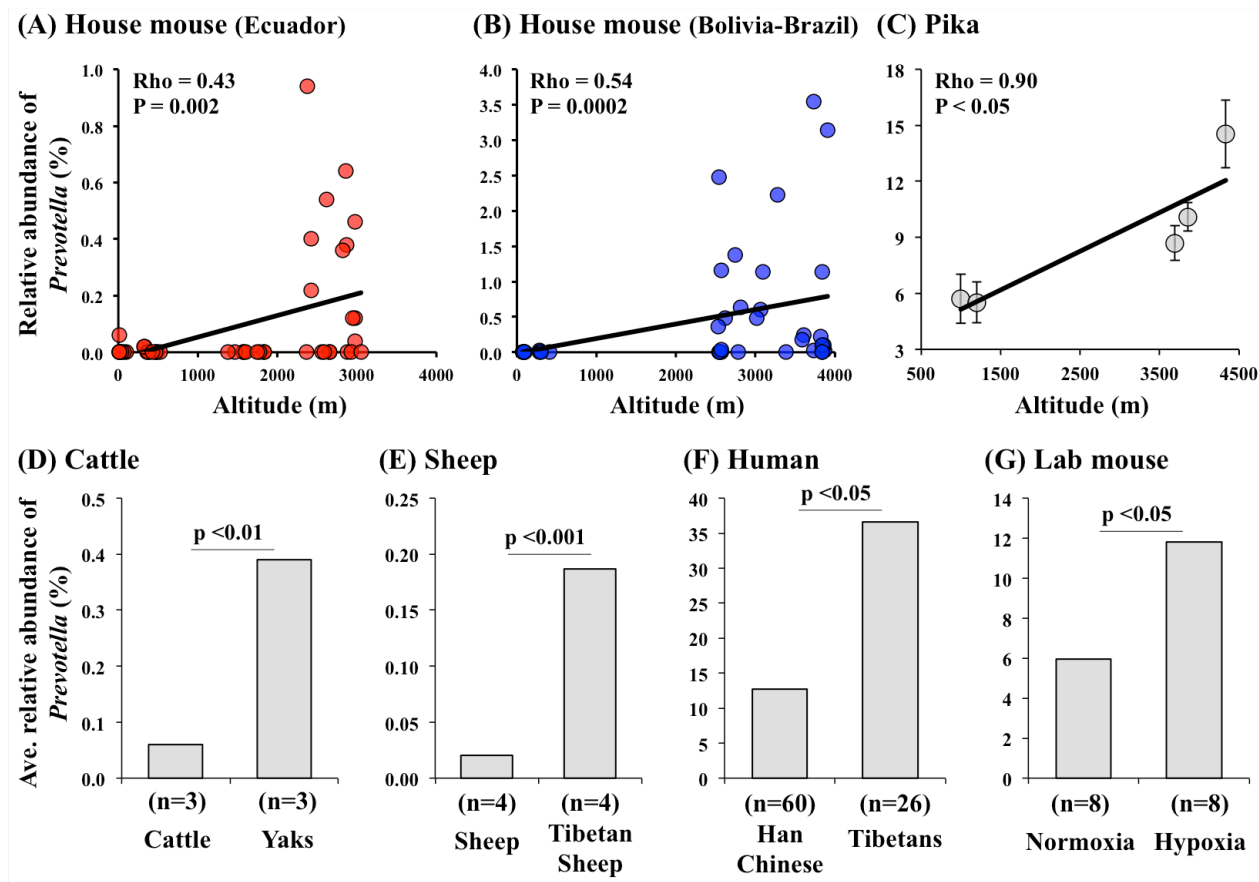 (A) House mouse (Ecuador)
Relative abundance of
Prevotella (%)
1.0
0.8
0.6
0.4
0.2
0.0
Rho = 0.43
P = 0.002
0 1000 2000 3000 4000
Altitude (m)
(B) House mouse (Bolivia-Brazil)
4.0
3.5
3.0
2.5
2.0
1.5
1.0
0.5
0.0
Rho = 0.54
P = 0.0002
0 1000 2000 3000 4000
Altitude (m)
(C) Pika
18
15
12
9
6
3
Rho = 0.90
P < 0.05
500 1500 2500 3500 4500
Altitude (m)
(D) Cattle
Ave. relative abundance of
Prevotella (%)
0.5
0.4
0.3
0.2
0.1
0.0
p <0.01
(n=3) (n=3)
Cattle Yaks
(E) Sheep
0.25
0.20
0.15
0.10
0.05
0.00
p <0.001
(n=4) (n=4)
Sheep Tibetan
Sheep
(F) Human
40
35
30
25
20
15
10
5
0
p <0.05
(n=60) (n=26)
Han Tibetans
Chinese
(G) Lab mouse
14
12
10
8
6
4
2
0
p <0.05
(n=8) (n=8)
Normoxia Hypoxia